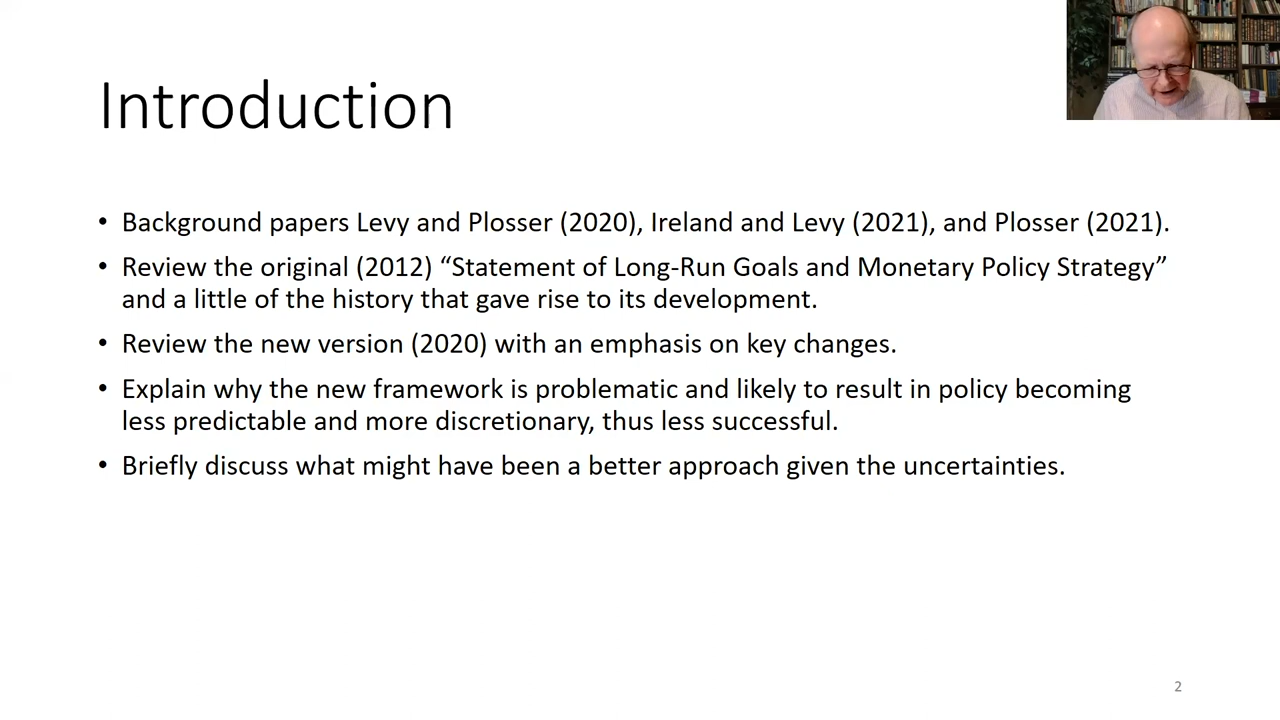 Introduction
• Background papers Levy and Plosser (2020), Ireland and Levy (2021), and Plosser (2021).
• Review the original (2012) “Statement of Long-Run Goals and Monetary Policy Strategy”
and a little of the history that gave rise to its development.
• Review the new version (2020) with an emphasis on key changes.
• Explain why the new framework is problematic and likely to result in policy becoming
less predictable and more discretionary, thus less successful.
• Briefly discuss what might have been a better approach given the uncertainties.
2